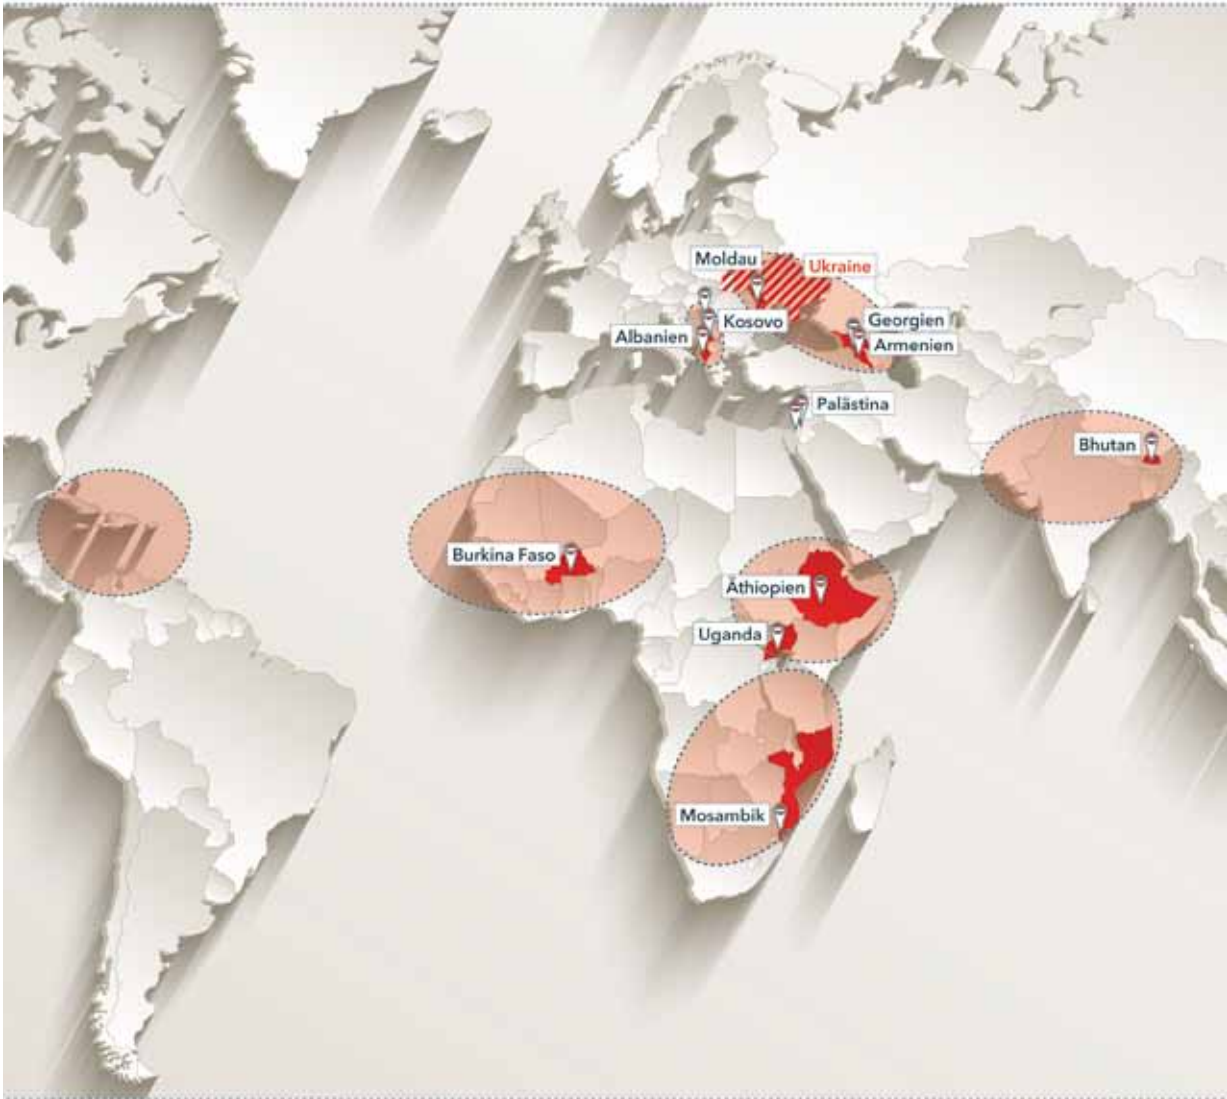 Moldau
Ukraine
Kosovo
Georgien
Albanien
Armenien
Palästina
Bhutan
Burkina Faso
Äthiopien
Uganda
Mosambik